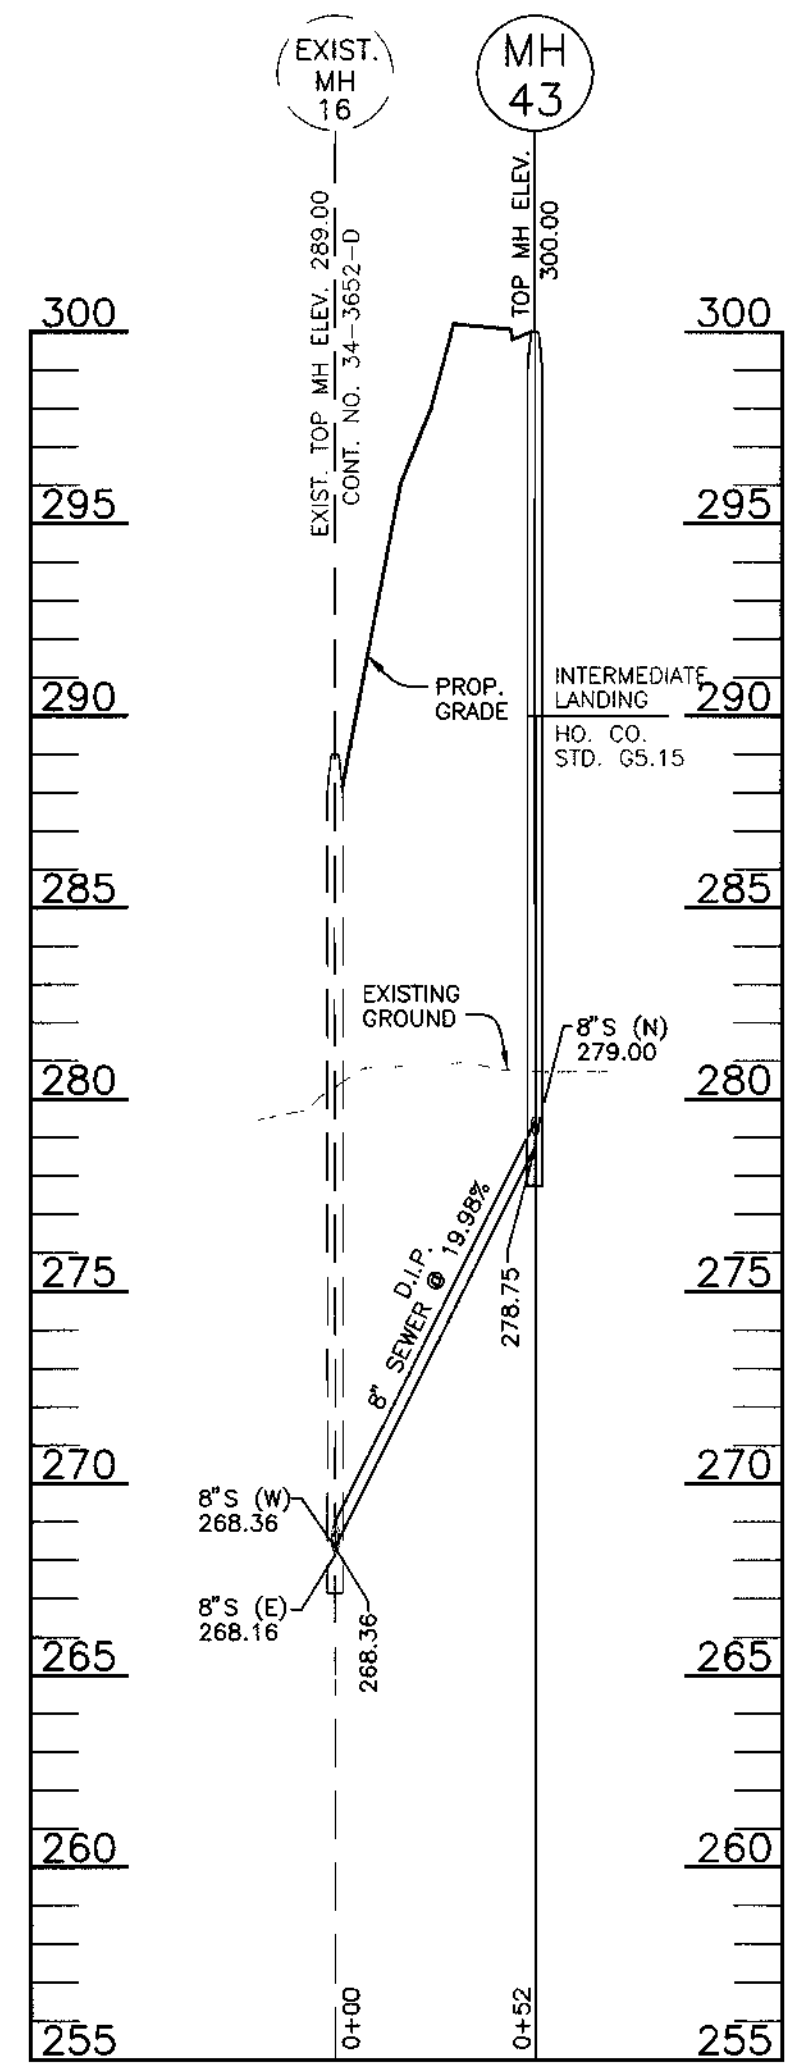 EXIST.
MH
16
MH
43
EXIST. TOP MH ELEV. 289.00
CONT. NO. 34-3652-D
TOP MH ELEV.
300.00
300
300
295
295
INTERMEDIATE
LANDING
PROP.
GRADE
290
290
HO. CO.
STD. G5.15
285
285
EXISTING
GROUND
8"S (N)
279.00
280
280
D.I.P.
8" SEWER @ 19.98%
278.75
275
275
270
270
8"S (W)
268.36
8"S (E)
268.16
268.36
265
265
260
260
0+00
0+52
255
255